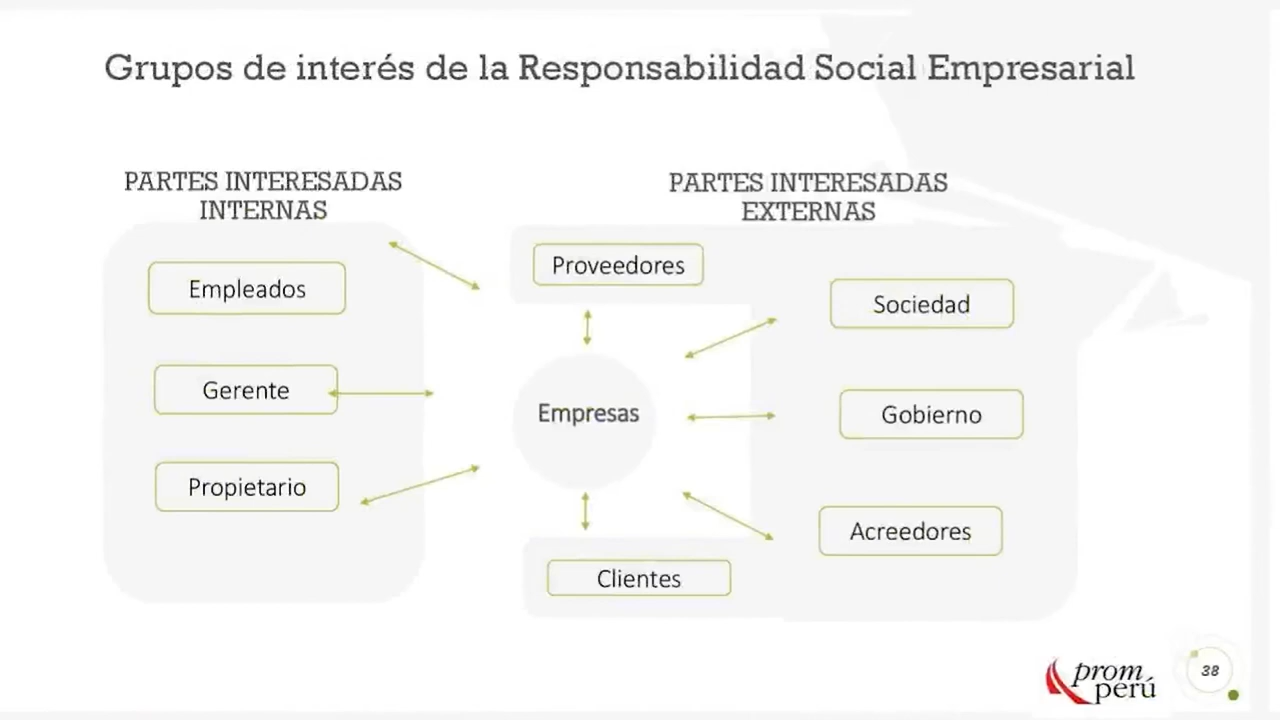 Grupos de interés de la Responsabilidad Social Empresarial
PARTES INTERESADAS
INTERNAS
Empleados
Gerente
Propietario
PARTES INTERESADAS
EXTERNAS
Proveedores
Empresas
Clientes
Sociedad
Gobierno
Acreedores
prom
perú
38